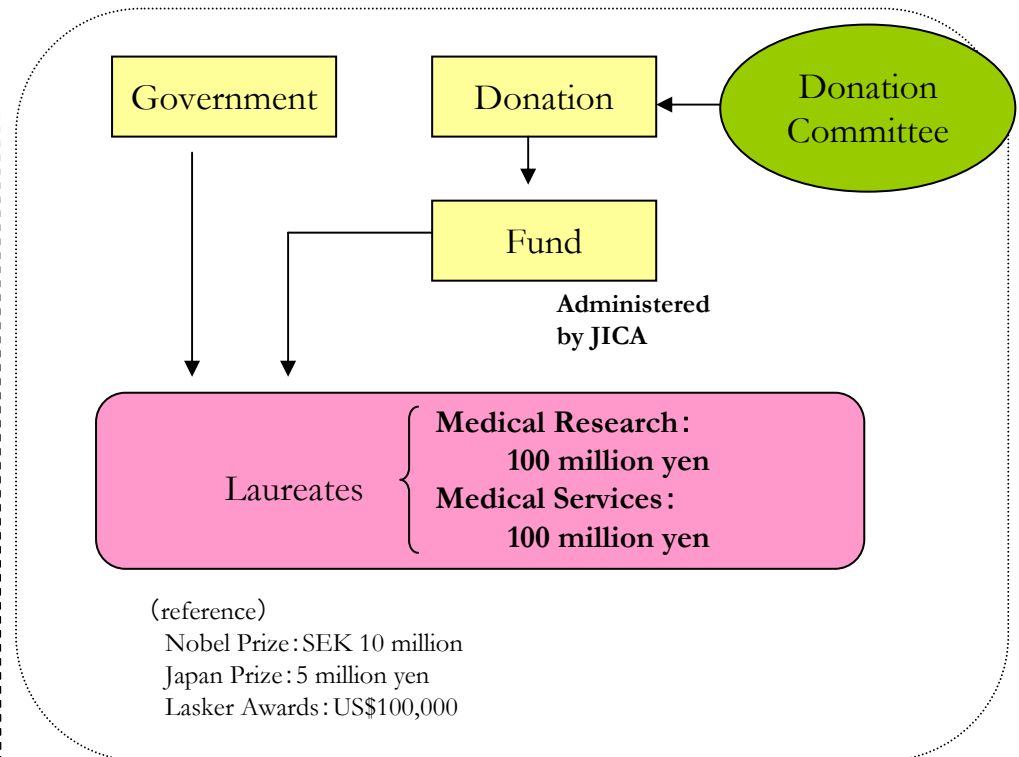 Government
Donation
Donation
Committee
Fund
Administered
by JICA
Laureates
Medical Research：
100 million yen
Medical Services：
100 million yen
（reference）
Nobel Prize：SEK 10 million
Japan Prize：5 million yen
Lasker Awards：US$100,000